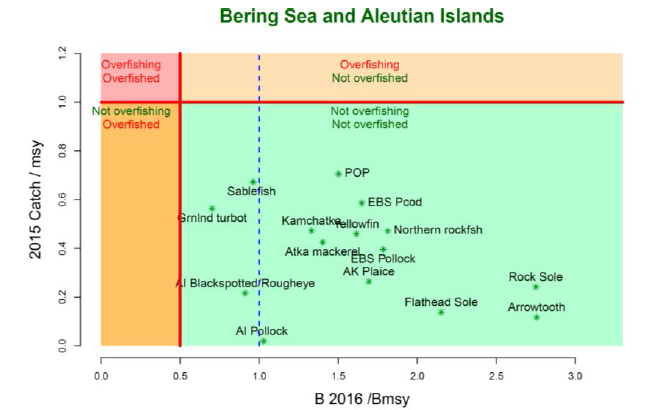 Bering Sea and Aleutian Islands
1.2
Overfishing
Overfished
Overfishing
Not overfished
1.0
Not overfishing
Overfished
Not overfishing
Not overfished
0.8
POP
Sablefish
0.6
EBS Pcod
Grnlnd turbot
Kamchatka
Yellowfin
Northern rockfsh
0.4
Atka mackerel
EBS Pollock
AK Plaice
AI Blackspotted/Rougheye
Rock Sole
0.2
Flathead Sole
Arrowtooth
AI Pollock
0.0
2015 Catch / msy
0.0 0.5 1.0 1.5 2.0 2.5 3.0
B 2016 /Bmsy